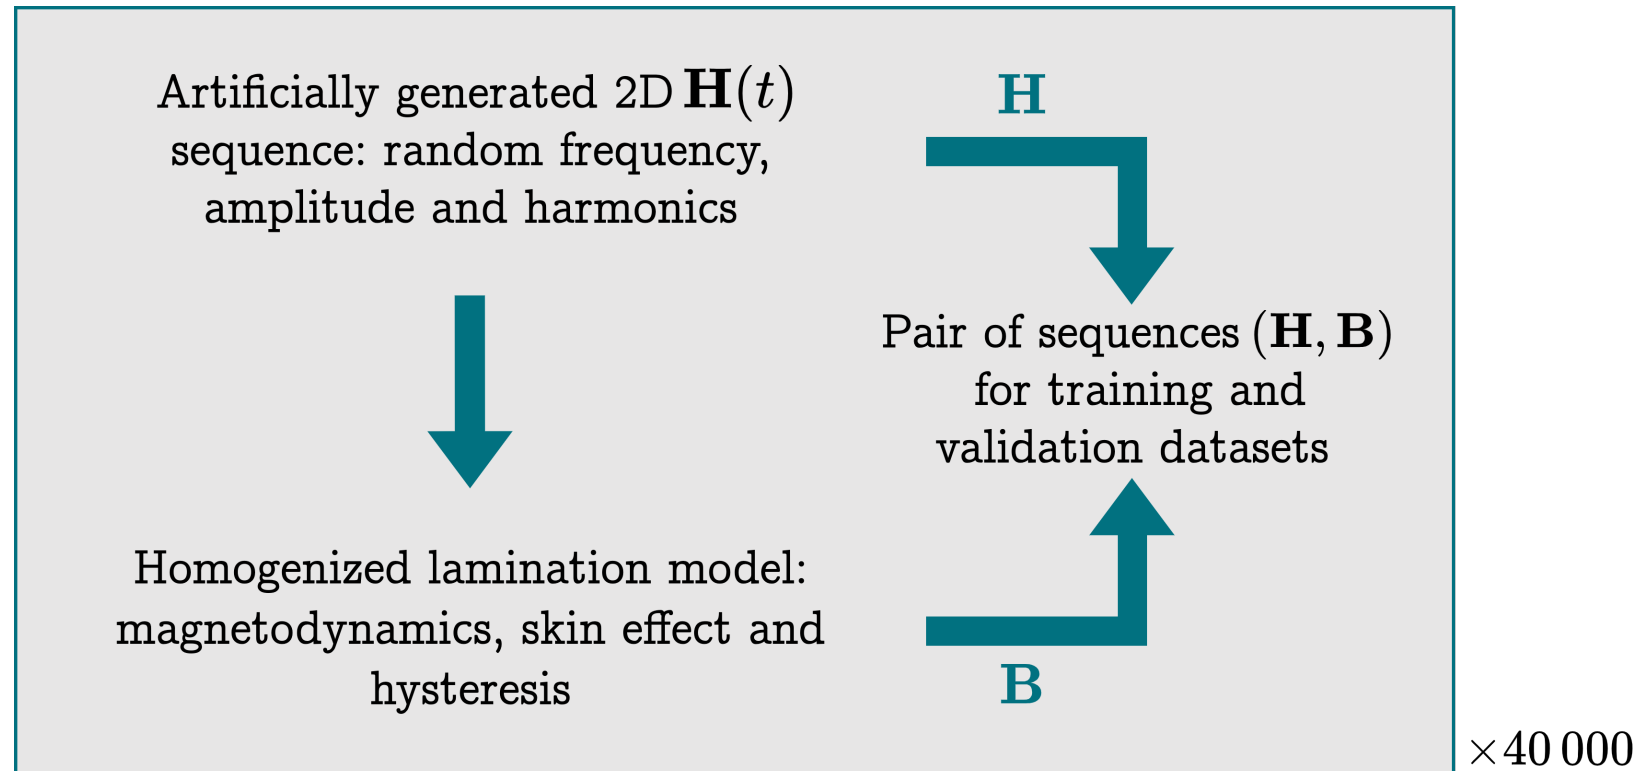 Artificially generated 2D H(t)
sequence: random frequency,
amplitude and harmonics
H
Pair of sequences (H, B)
for training and
validation datasets
Homogenized lamination model:
magnetodynamics, skin effect and
hysteresis
B
×40 000